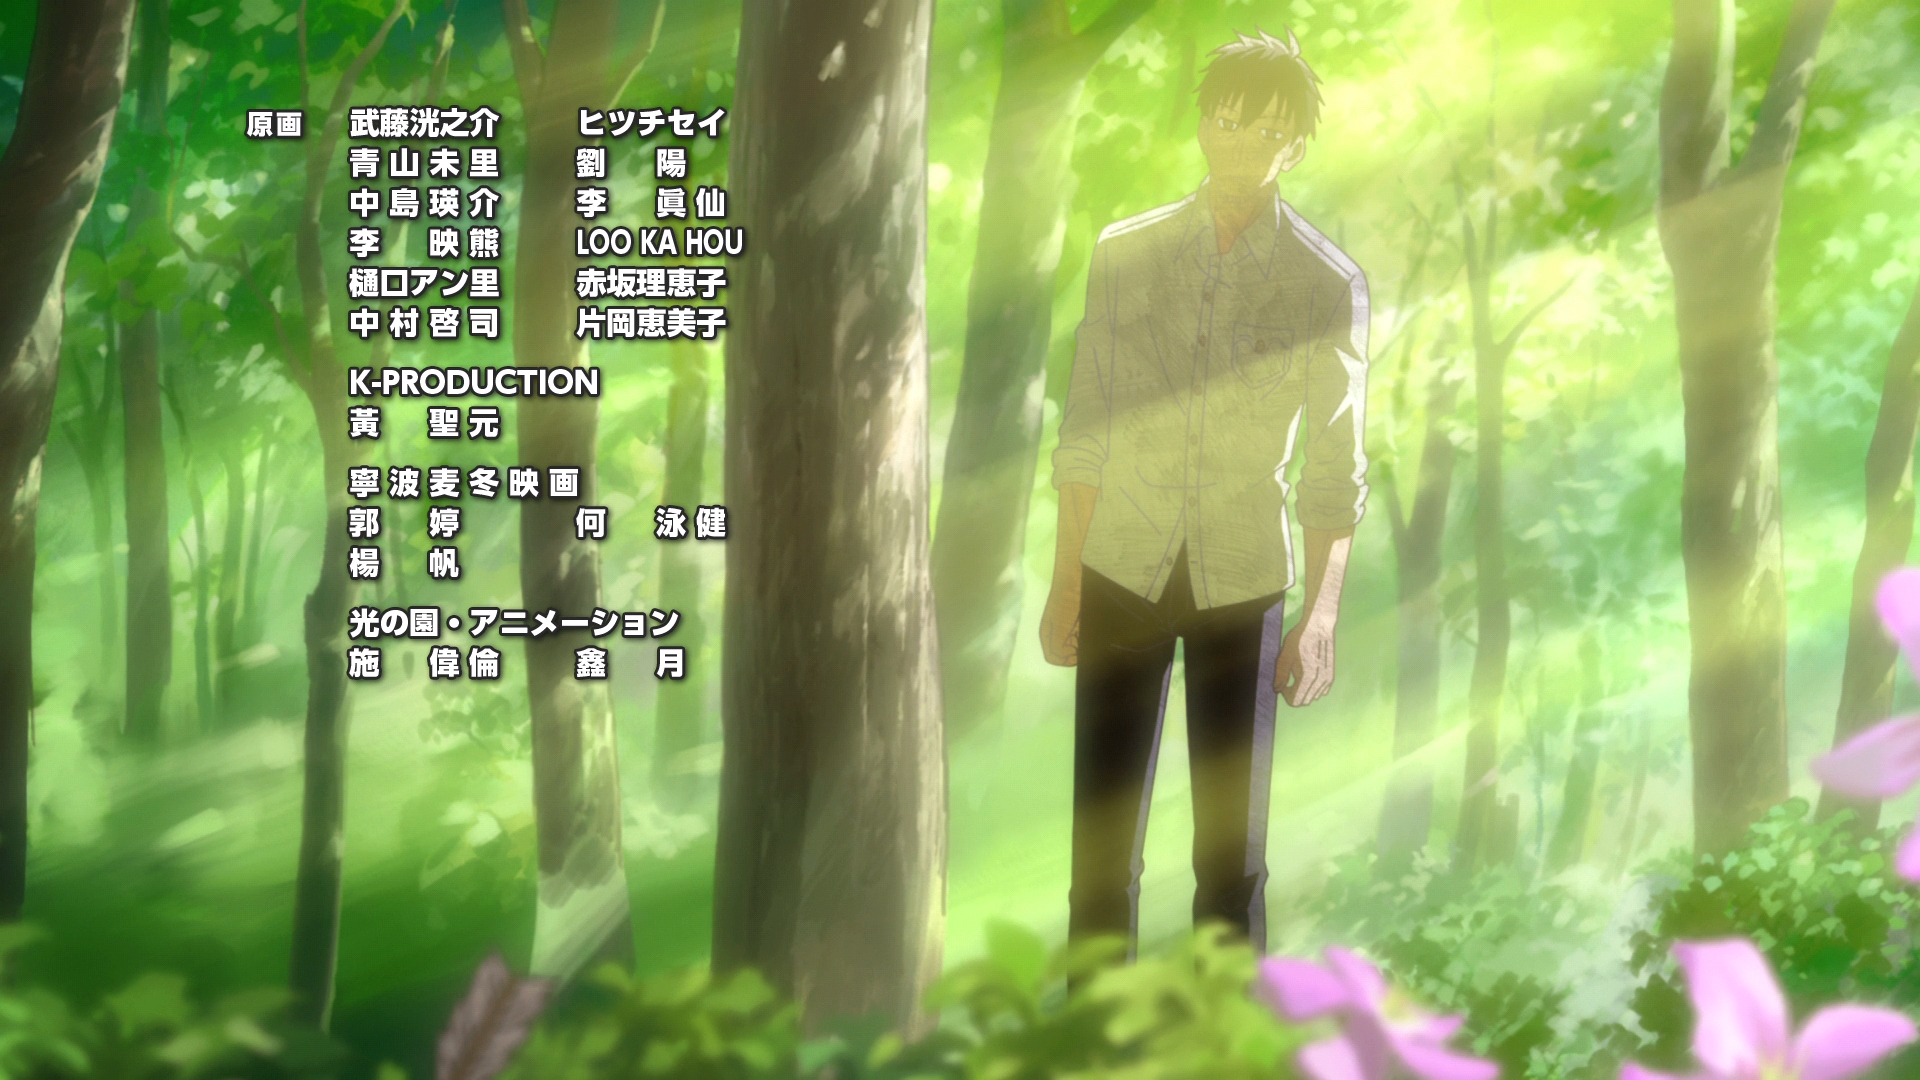 原画 武藤洸之介 ヒツチセイ
青山未里 劉 陽
中島瑛介 李 眞仙
李 映熊 LOO KA HOU
樋口アン里 赤坂理恵子
中村啓司 片岡恵美子
K-PRODUCTION
黃 聖元
寧波麦冬映画
郭 婷 何 泳健
楊 帆
光の園・アニメーション
施 偉倫 鑫 月